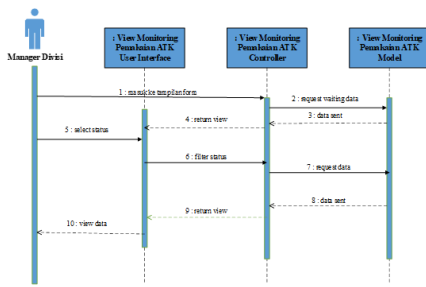 Manager Divisi
: View Monitoring
Pemakaian ATK
User Interface
: View Monitoring
Pemakaian ATK
Controller
: View Monitoring
Pemakaian ATK
Model
1 : masuk ke tampilan form
2 : request waiting data
3 : data sent
4 : return view
5 : select status
6 : filter status
7 : request data
8 : data sent
9 : return view
10 : view data